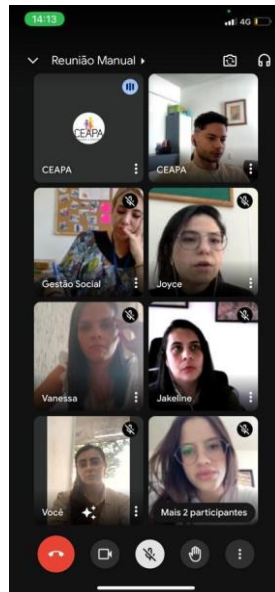 14:13
4G
Reunião Manual
CEAPA
CEAPA
CEAPA
Gestão Social
Joyce
Vanessa
Jakeline
Você
Mais 2 participantes